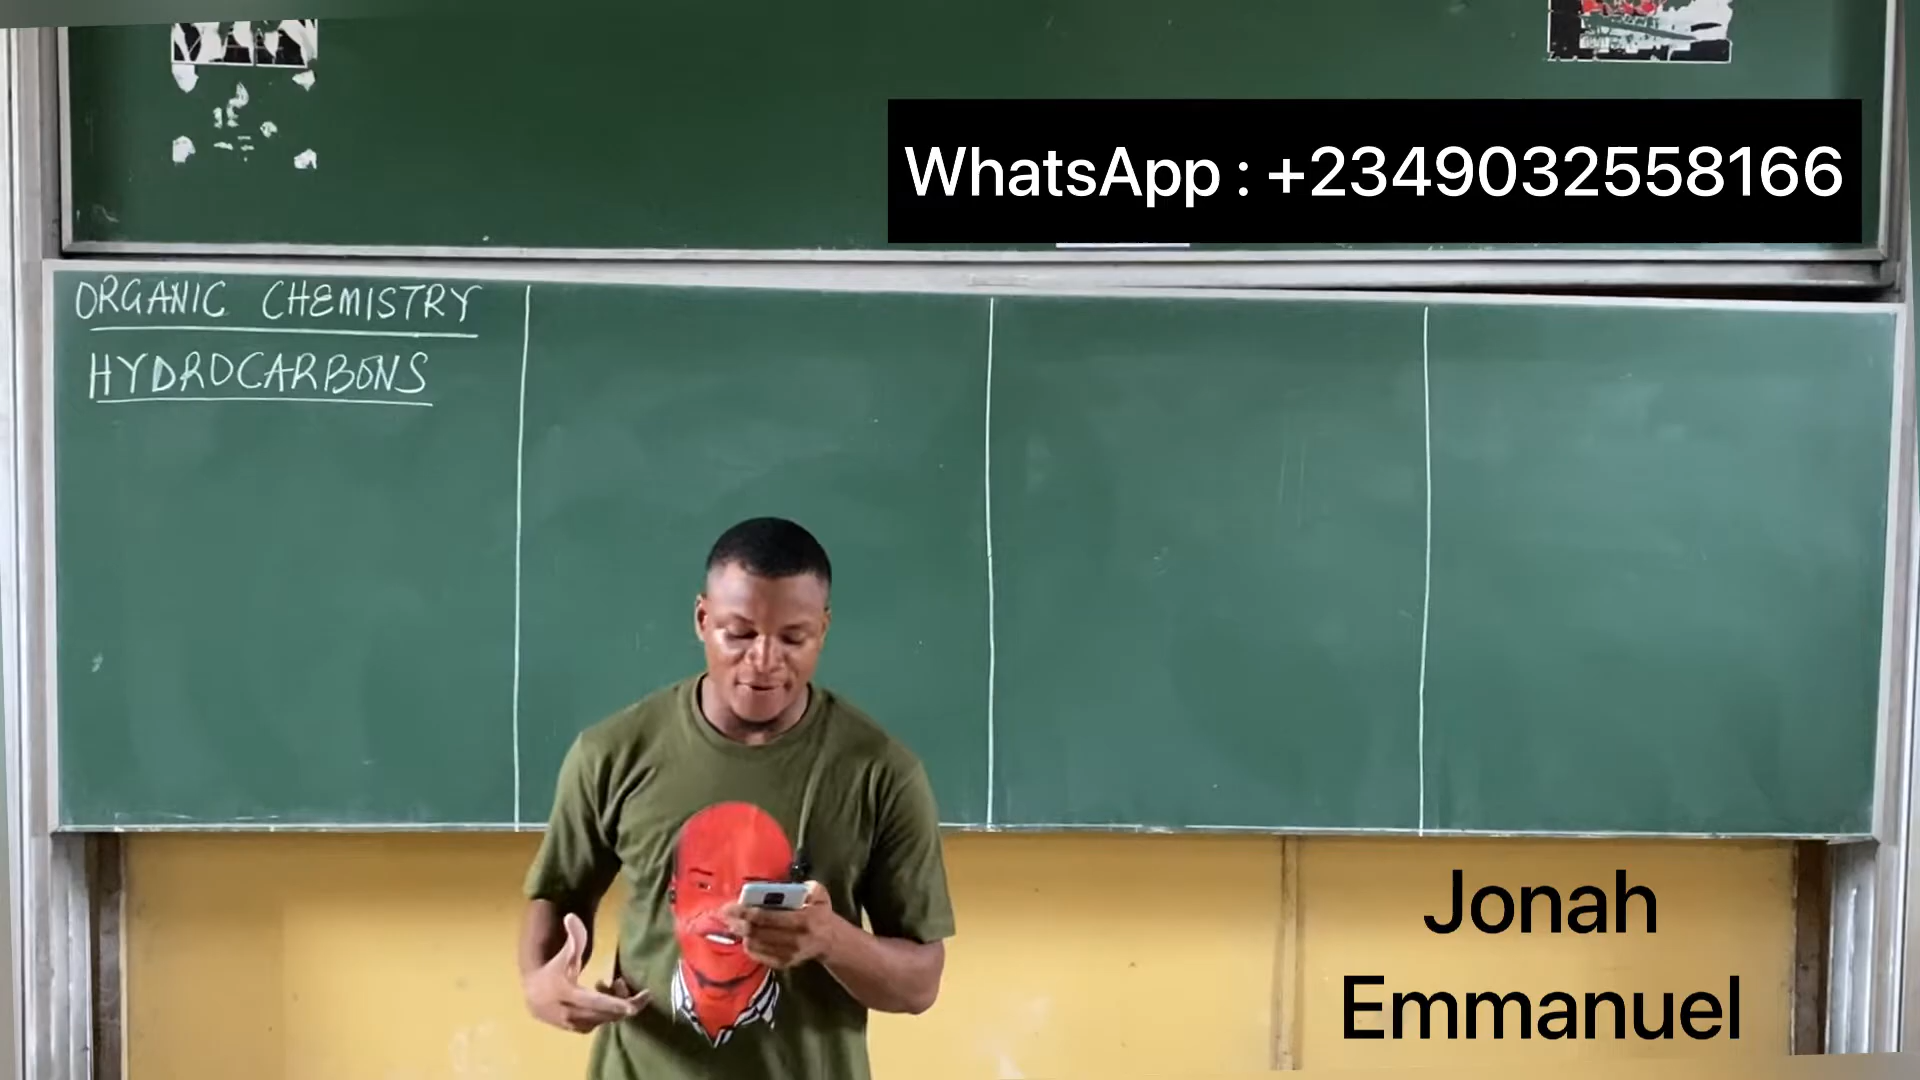 WhatsApp : +2349032558166
ORGANIC CHEMISTRY
HYDROCARBONS
Jonah
Emmanuel